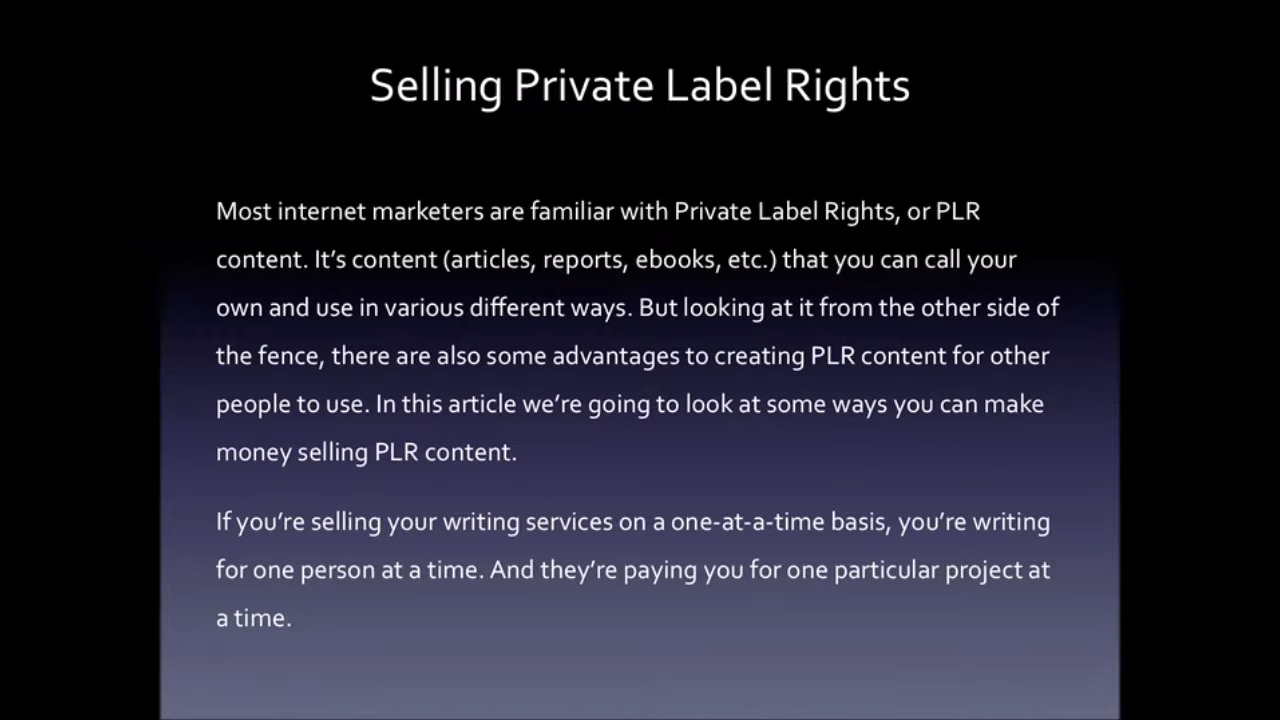 Selling Private Label Rights
Most internet marketers are familiar with Private Label Rights, or PLR
content. It’s content (articles, reports, ebooks, etc.) that you can call your
own and use in various different ways. But looking at it from the other side of
the fence, there are also some advantages to creating PLR content for other
people to use. In this article we’re going to look at some ways you can make
money selling PLR content.
If you’re selling your writing services on a one-at-a-time basis, you’re writing
for one person at a time. And they’re paying you for one particular project at
a time.